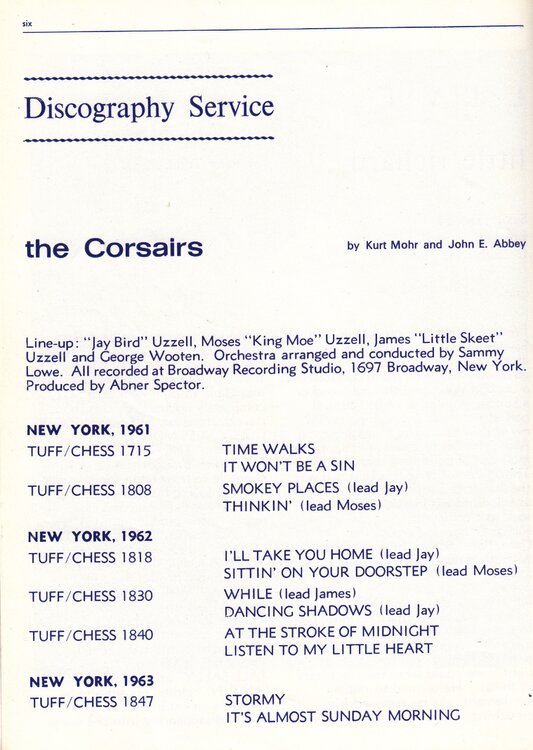 six
Discography Service
the Corsairs
by Kurt Mohr and John E. Abbey
Line-up: "Jay Bird" Uzzell, Moses "King Moe" Uzzell, James "Little Skeet"
Uzzell and George Wooten. Orchestra arranged and conducted by Sammy
Lowe. All recorded at Broadway Recording Studio, 1697 Broadway, New York.
Produced by Abner Spector.
NEW YORK, 1961
TUFF/CHESS 1715 TIME WALKS
IT WON'T BE A SIN
TUFF/CHESS 1808 SMOKEY PLACES (lead Jay)
THINKIN' (lead Moses)
NEW YORK, 1962
TUFF/CHESS 1818 I'LL TAKE YOU HOME (lead Jay)
SITTIN' ON YOUR DOORSTEP (lead Moses)
TUFF/CHESS 1830 WHILE (lead James)
DANCING SHADOWS (lead Jay)
TUFF/CHESS 1840 AT THE STROKE OF MIDNIGHT
LISTEN TO MY LITTLE HEART
NEW YORK, 1963
TUFF/CHESS 1847 STORMY
IT'S ALMOST SUNDAY MORNING